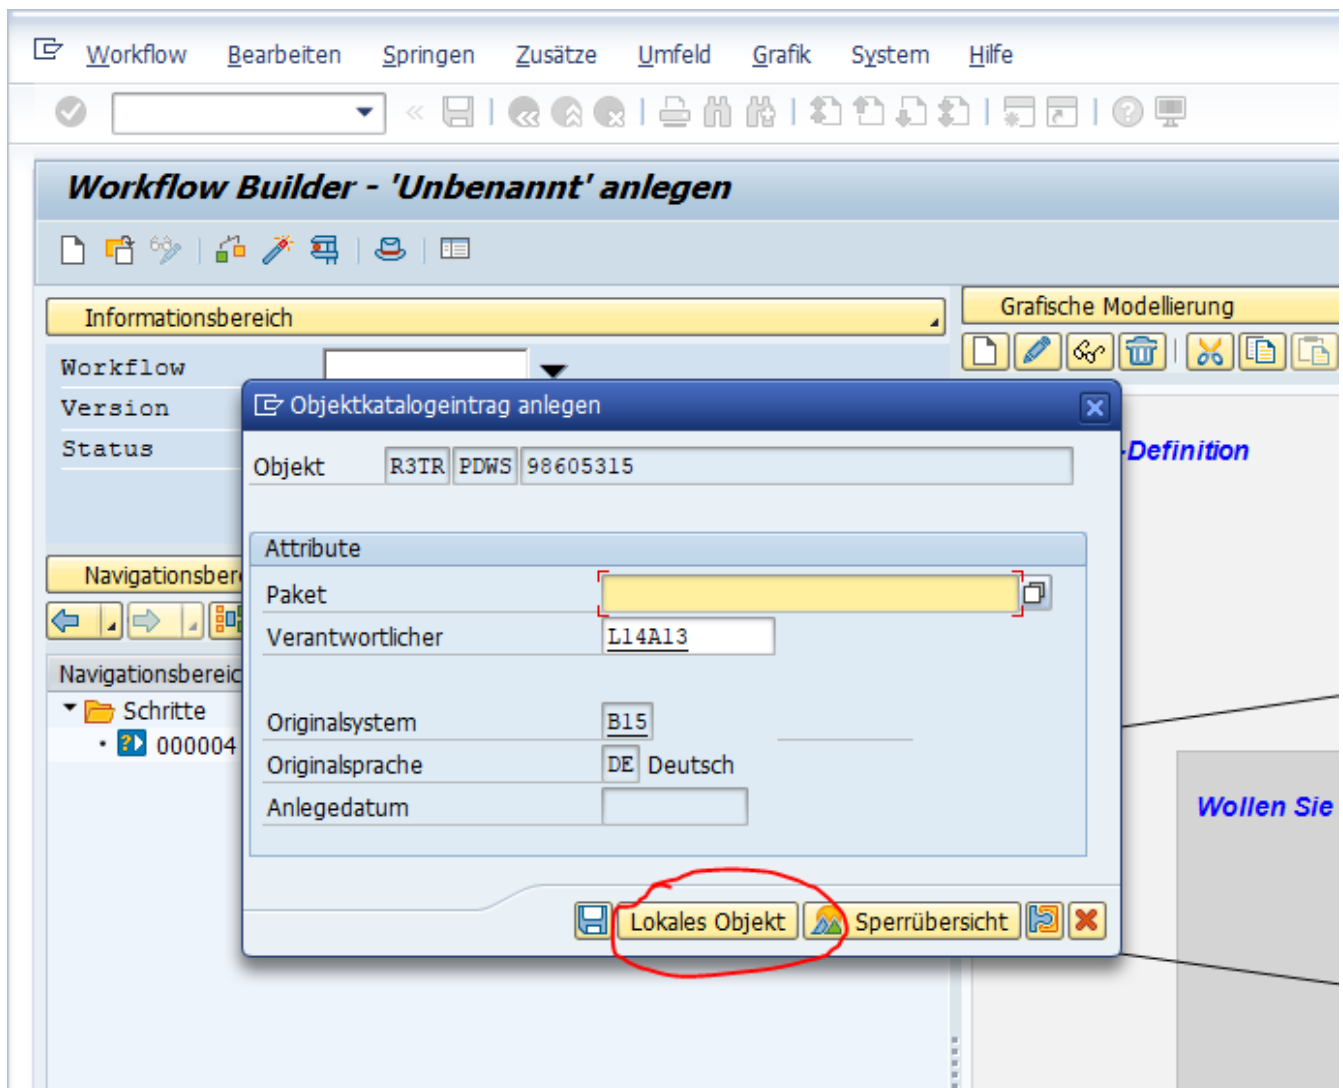 Workflow Bearbeiten Springen Zusätze Umfeld Grafik System Hilfe
Workflow Builder - 'Unbenannt' anlegen
Informationsbereich
Grafische Modellierung
Workflow
Version
Status
-Definition
Objektkatalogeintrag anlegen
Objekt R3TR PDWS 98605315
Attribute
Paket
Verantwortlicher L14A13
Originalsystem B15
Originalsprache DE Deutsch
Anlegedatum
Lokales Objekt Sperrübersicht
Navigationsber
Navigationsbereic
Schritte
000004
Wollen Sie